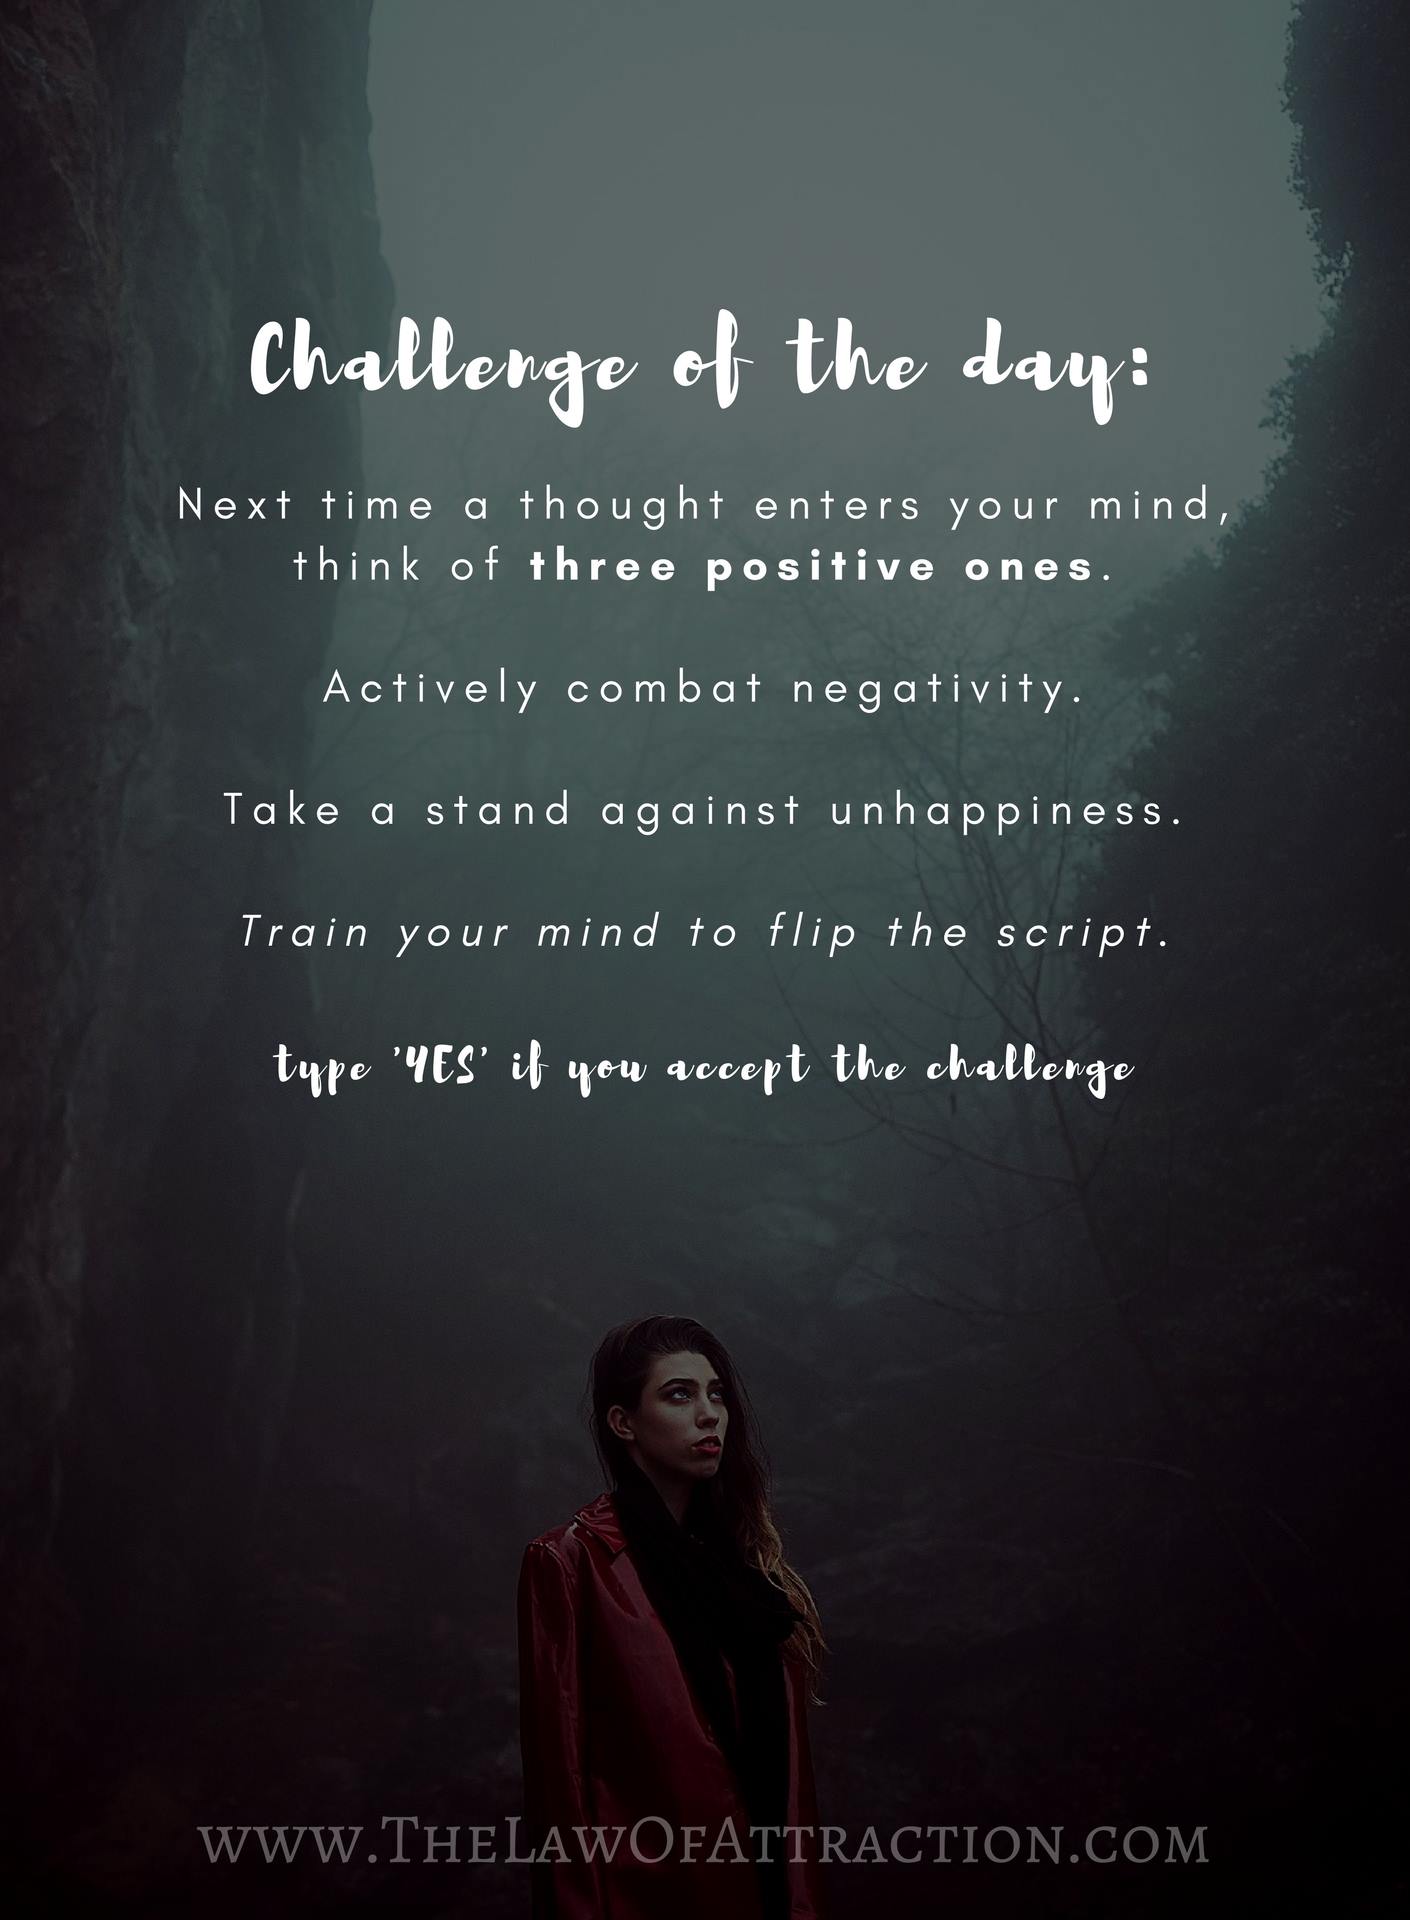 Challenge of the day:
Next time a thought enters your mind,
think of three positive ones.
Actively combat negativity.
Take a stand against unhappiness.
Train your mind to flip the script.
type 'YES' if you accept the challenge
www.TheLawOfAttraction.com